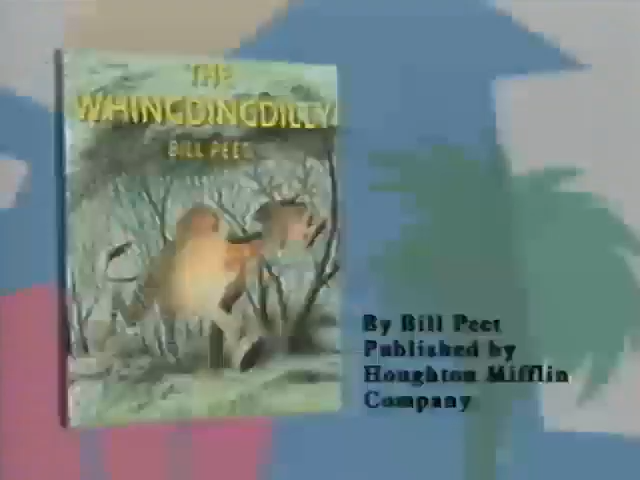 THE
WHINGDINGDILLY
BILL PEET
By Bill Peet
Published by
Houghton Mifflin
Company